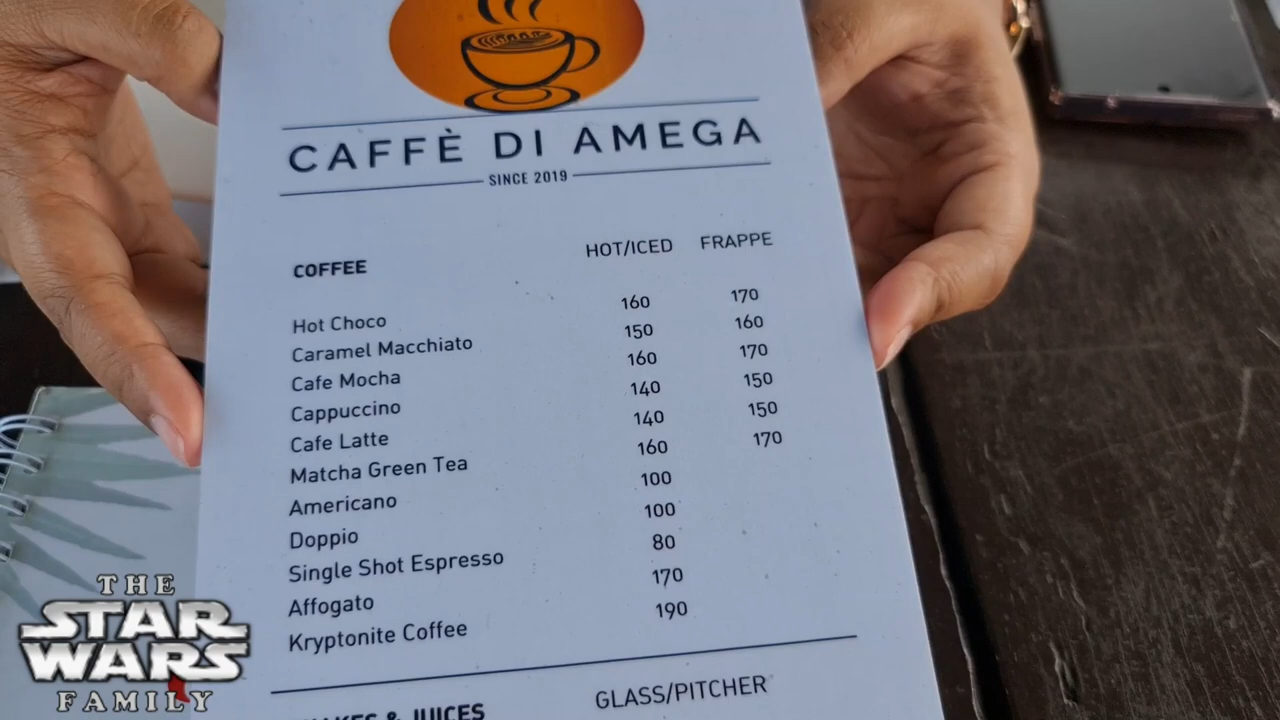 CAFFÈ DI AMEGA
SINCE 2019
COFFEE HOT/ICED FRAPPE
Hot Choco 160 170
Caramel Macchiato 150 160
Cafe Mocha 160 170
Cappuccino 140 150
Cafe Latte 140 150
Matcha Green Tea 160 170
Americano 100
Doppio 100
Single Shot Espresso 80
Affogato 170
Kryptonite Coffee 190
& JUICES GLASS/PITCHER
THE
STAR
WARS
FAMILY